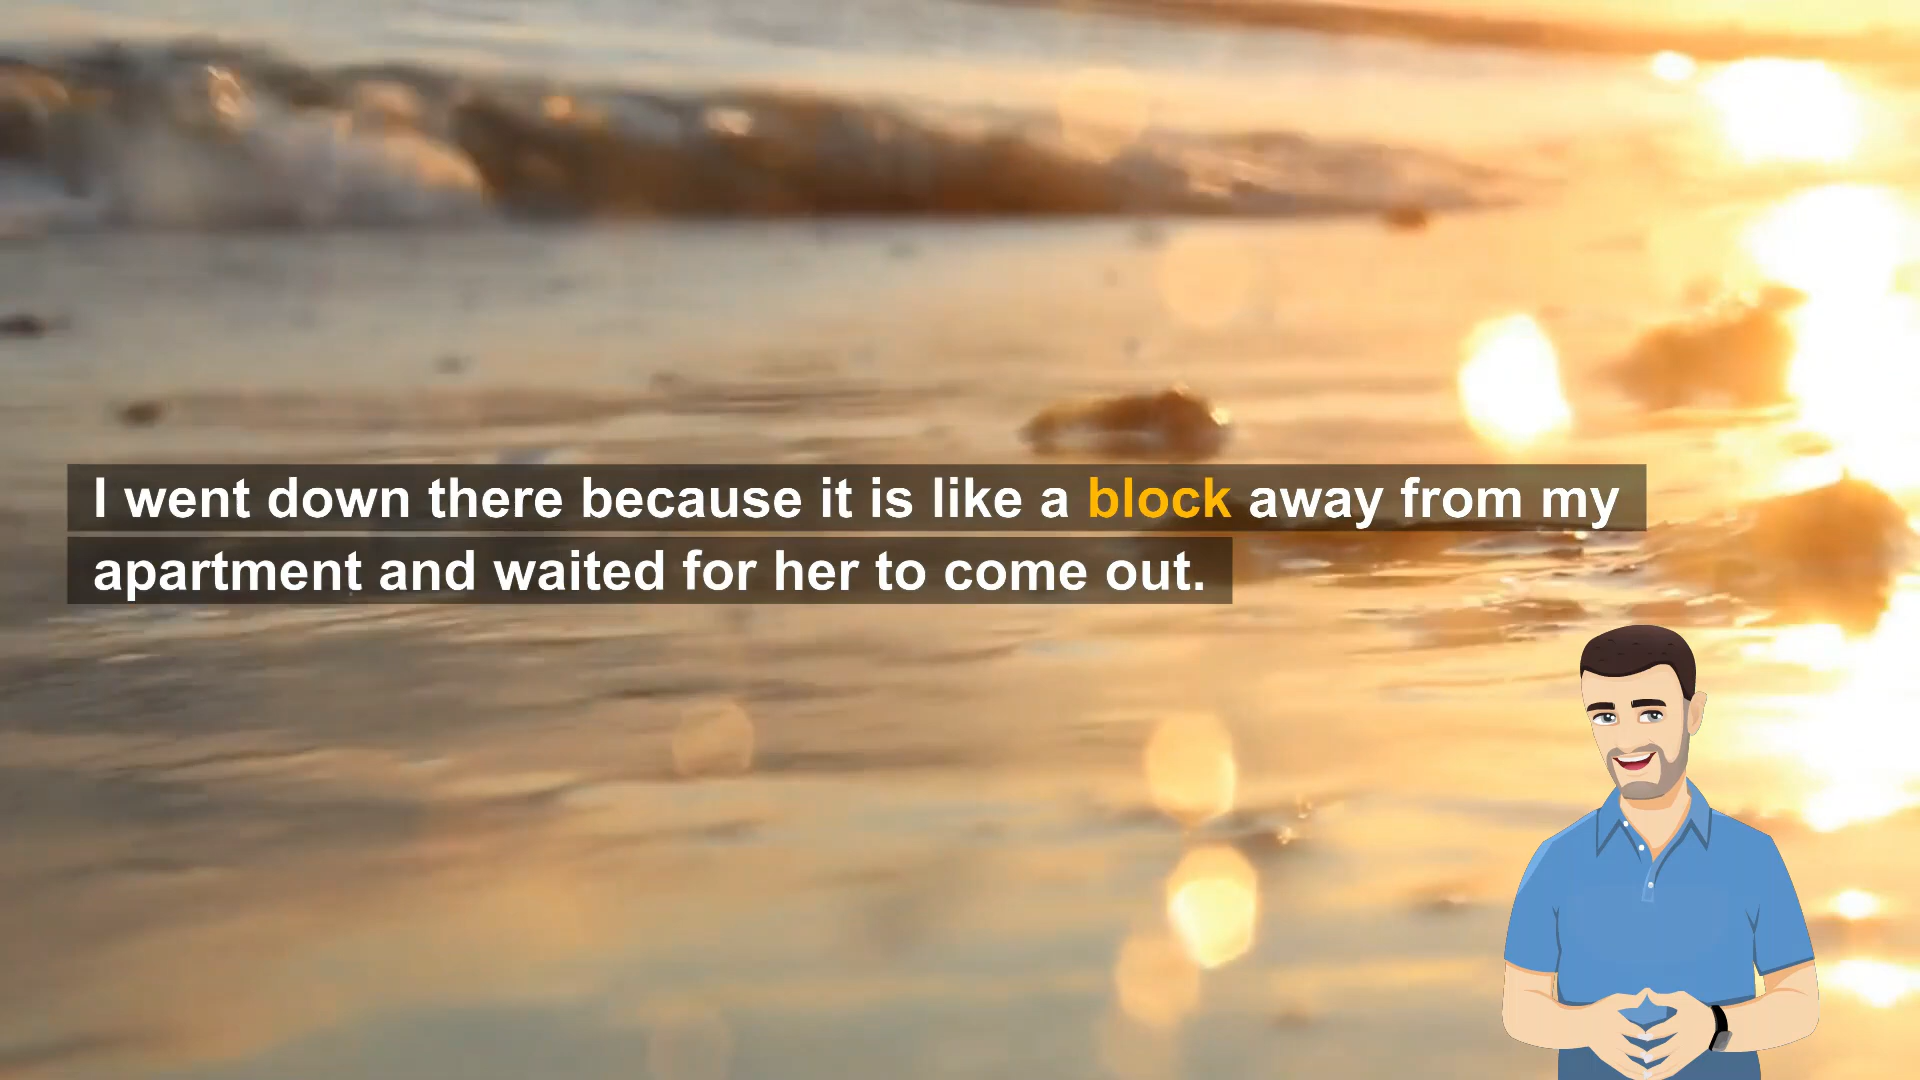 I went down there because it is like a block away from my
apartment and waited for her to come out.